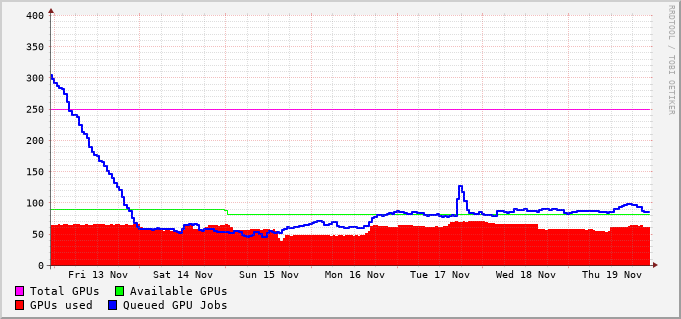 RRDTOOL / TOBI OETIKER
400
350
300
250
200
150
100
50
0
Fri 13 Nov Sat 14 Nov Sun 15 Nov Mon 16 Nov Tue 17 Nov Wed 18 Nov Thu 19 Nov
Total GPUs Available GPUs
GPUs used Queued GPU Jobs